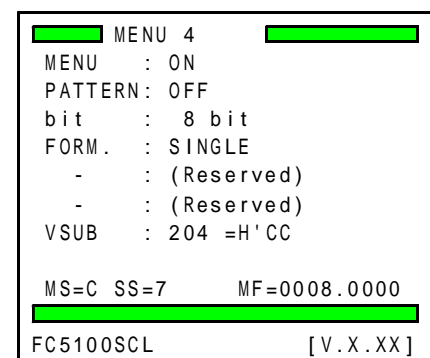 MENU 4
MENU : ON
PATTERN: OFF
bit : 8 bit
FORM. : SINGLE
- : (Reserved)
- : (Reserved)
VSUB : 204 =H'CC
MS=C SS=7 MF=0008.0000
FC5100SCL [V.X.XX]